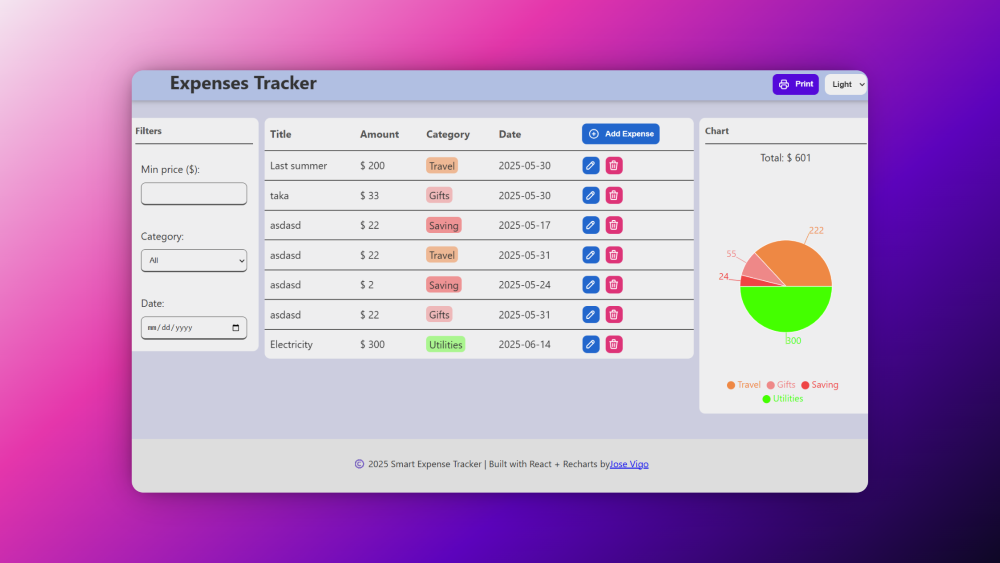 Expenses Tracker
Print
Light
Filters
Min price ($):
Category:
All
Date:
mm/dd/yyyy
Title Amount Category Date Add Expense
Last summer $ 200 Travel 2025-05-30
taka $ 33 Gifts 2025-05-30
asdasd $ 22 Saving 2025-05-17
asdasd $ 22 Travel 2025-05-31
asdasd $ 2 Saving 2025-05-24
asdasd $ 22 Gifts 2025-05-31
Electricity $ 300 Utilities 2025-06-14
Chart
Total: $ 601
222
55
24
300
Travel Gifts Saving
Utilities
© 2025 Smart Expense Tracker | Built with React + Recharts byJose Vigo